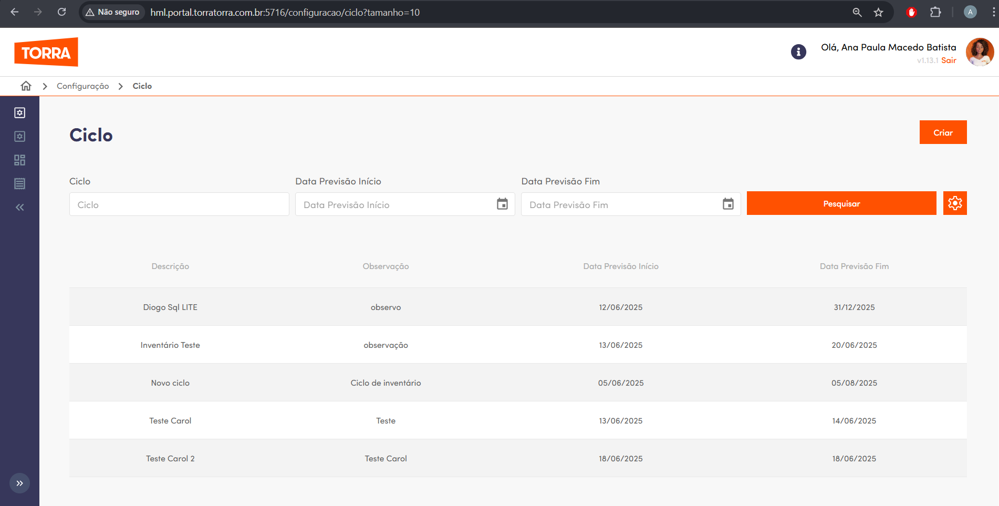 Não seguro hml.portal.torratorra.com.br:5716/configuracao/ciclo?tamanho=10
A
TORRA
Olá, Ana Paula Macedo Batista
v1.13.1 Sair
Configuração Ciclo
Ciclo
Criar
Ciclo Data Previsão Início Data Previsão Fim
Ciclo Data Previsão Início Data Previsão Fim Pesquisar
Descrição Observação Data Previsão Início Data Previsão Fim
Diogo Sql LITE observo 12/06/2025 31/12/2025
Inventário Teste observação 13/06/2025 20/06/2025
Novo ciclo Ciclo de inventário 05/06/2025 05/08/2025
Teste Carol Teste 13/06/2025 14/06/2025
Teste Carol 2 Teste Carol 18/06/2025 18/06/2025